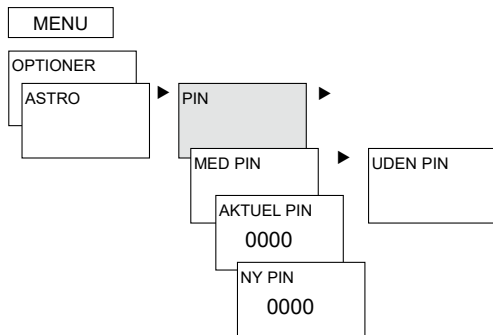 MENU
OPTIONER
ASTRO
PIN
MED PIN
UDEN PIN
AKTUEL PIN
0000
NY PIN
0000